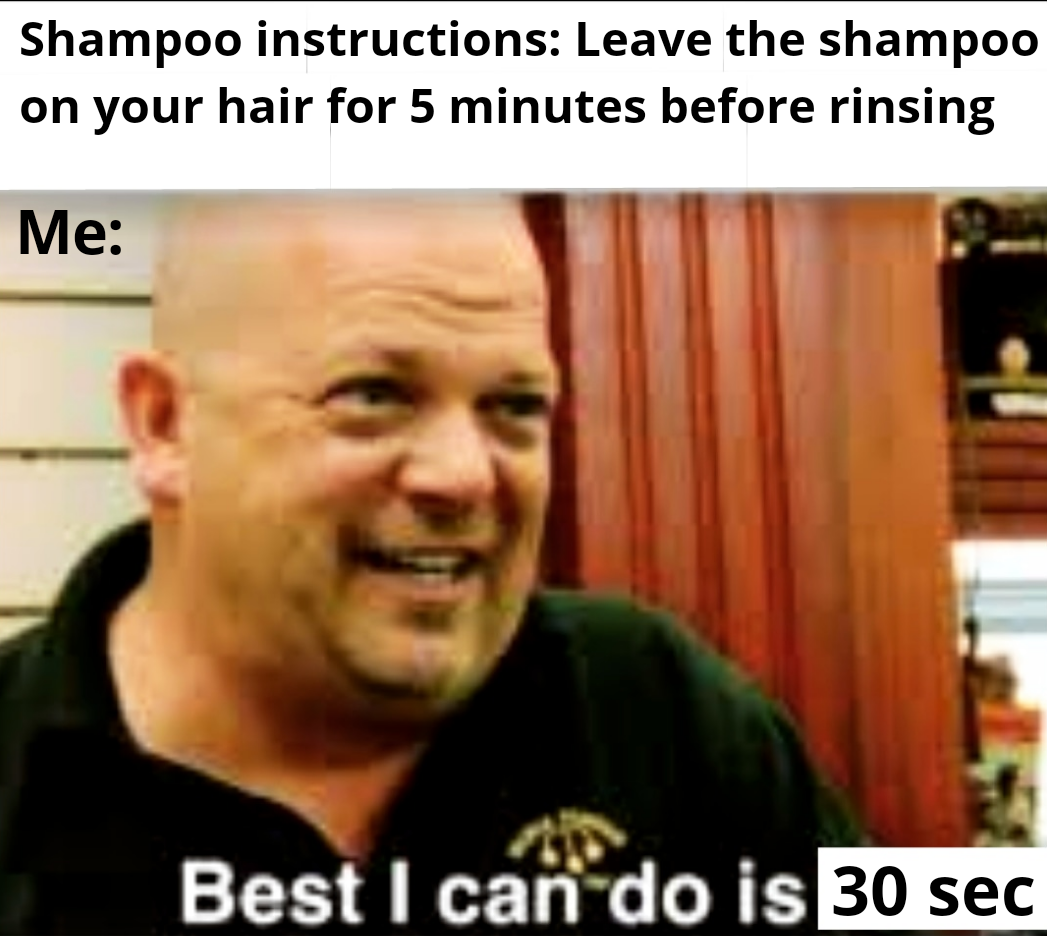 Shampoo instructions: Leave the shampoo
on your hair for 5 minutes before rinsing
Me:
Best I can do is 30 sec